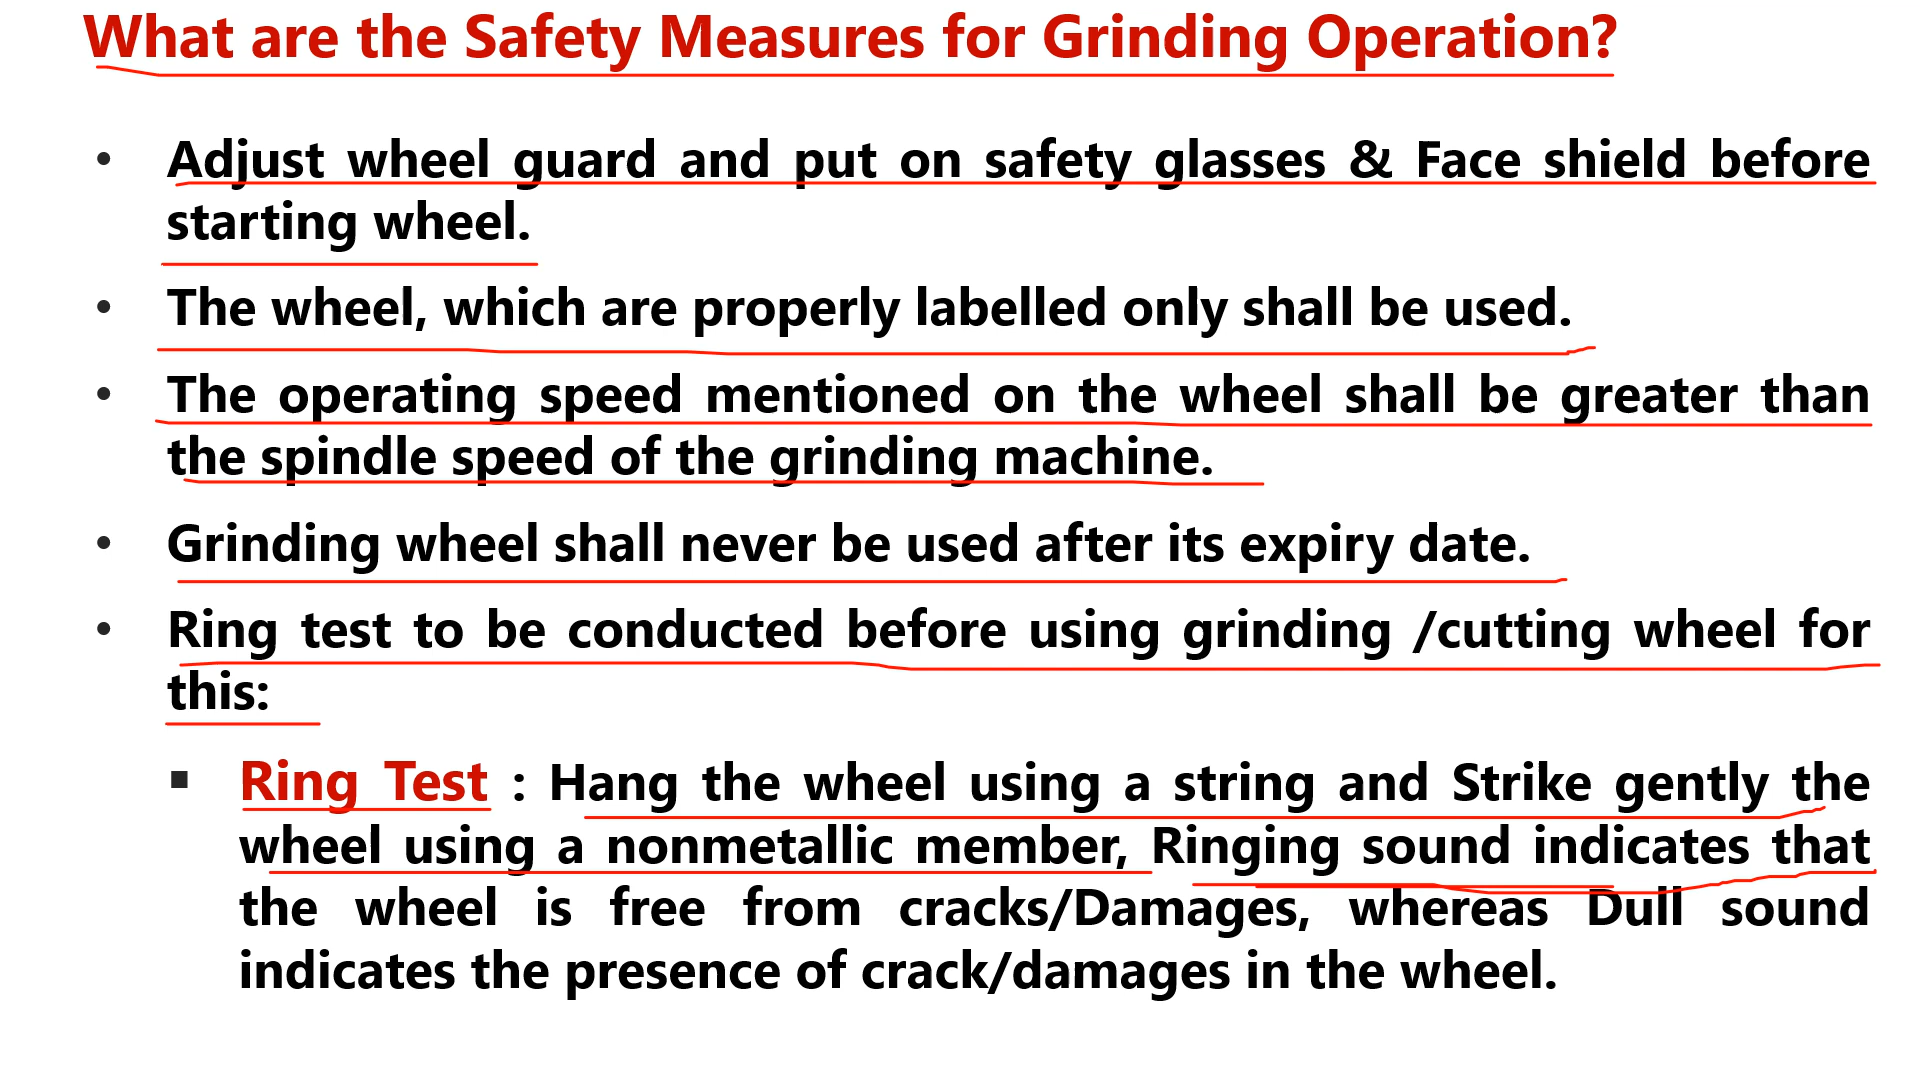 What are the Safety Measures for Grinding Operation?
• Adjust wheel guard and put on safety glasses & Face shield before
starting wheel.
• The wheel, which are properly labelled only shall be used.
• The operating speed mentioned on the wheel shall be greater than
the spindle speed of the grinding machine.
• Grinding wheel shall never be used after its expiry date.
• Ring test to be conducted before using grinding /cutting wheel for
this:
▪ Ring Test : Hang the wheel using a string and Strike gently the
wheel using a nonmetallic member, Ringing sound indicates that
the wheel is free from cracks/Damages, whereas Dull sound
indicates the presence of crack/damages in the wheel.